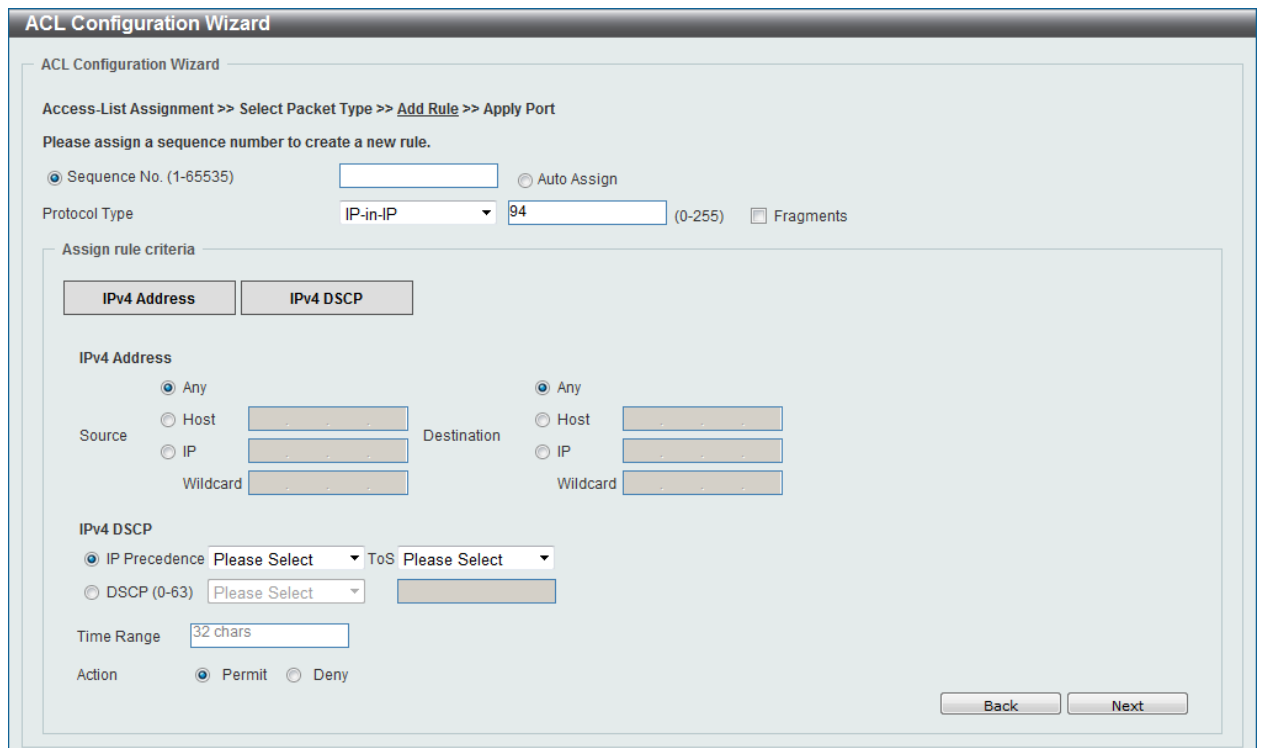 ACL Configuration Wizard
ACL Configuration Wizard
Access-List Assignment >> Select Packet Type >> Add Rule >> Apply Port
Please assign a sequence number to create a new rule.
Sequence No. (1-65535) Auto Assign
Protocol Type IP-in-IP 94 (0-255) Fragments
Assign rule criteria
IPv4 Address IPv4 DSCP
IPv4 Address
Any Any
Host Host
Source Destination
IP IP
Wildcard Wildcard
IPv4 DSCP
IP Precedence Please Select ToS Please Select
DSCP (0-63) Please Select
Time Range 32 chars
Action Permit Deny
Back Next